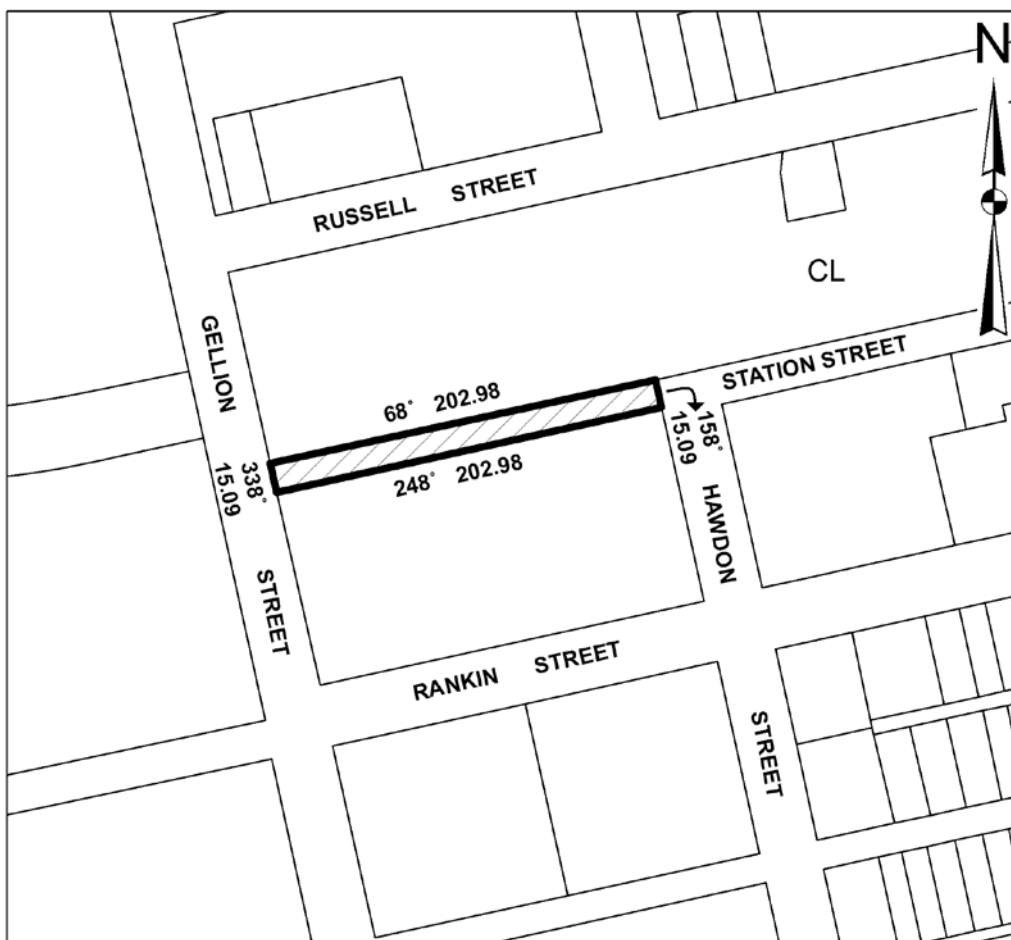 N
RUSSELL STREET
CL
GELLION STREET
STATION STREET
68° 202.98
158°
15.09
248° 202.98
338°
15.09
HAWDON STREET
RANKIN STREET